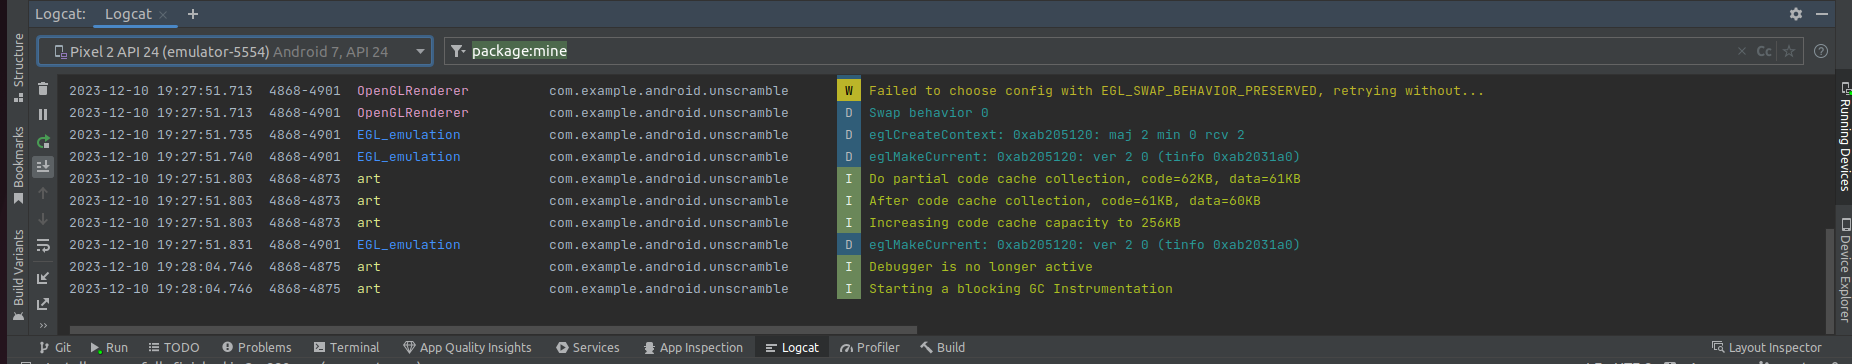 Logcat: Logcat × +
Pixel 2 API 24 (emulator-5554) Android 7, API 24 package:mine × Cc
2023-12-10 19:27:51.713 4868-4901 OpenGLRenderer com.example.android.unscramble W Failed to choose config with EGL_SWAP_BEHAVIOR_PRESERVED, retrying without...
2023-12-10 19:27:51.713 4868-4901 OpenGLRenderer com.example.android.unscramble D Swap behavior 0
2023-12-10 19:27:51.735 4868-4901 EGL_emulation com.example.android.unscramble D eglCreateContext: 0xab205120: maj 2 min 0 rcv 2
2023-12-10 19:27:51.740 4868-4901 EGL_emulation com.example.android.unscramble D eglMakeCurrent: 0xab205120: ver 2 0 (tinfo 0xab2031a0)
2023-12-10 19:27:51.803 4868-4873 art com.example.android.unscramble I Do partial code cache collection, code=62KB, data=61KB
2023-12-10 19:27:51.803 4868-4873 art com.example.android.unscramble I After code cache collection, code=61KB, data=60KB
2023-12-10 19:27:51.803 4868-4873 art com.example.android.unscramble I Increasing code cache capacity to 256KB
2023-12-10 19:27:51.831 4868-4901 EGL_emulation com.example.android.unscramble D eglMakeCurrent: 0xab205120: ver 2 0 (tinfo 0xab2031a0)
2023-12-10 19:28:04.746 4868-4875 art com.example.android.unscramble I Debugger is no longer active
2023-12-10 19:28:04.746 4868-4875 art com.example.android.unscramble I Starting a blocking GC Instrumentation
Structure
Bookmarks
Build Variants
Running Devices
Device Explorer
Git Run TODO Problems Terminal App Quality Insights Services App Inspection Logcat Profiler Build Layout Inspector